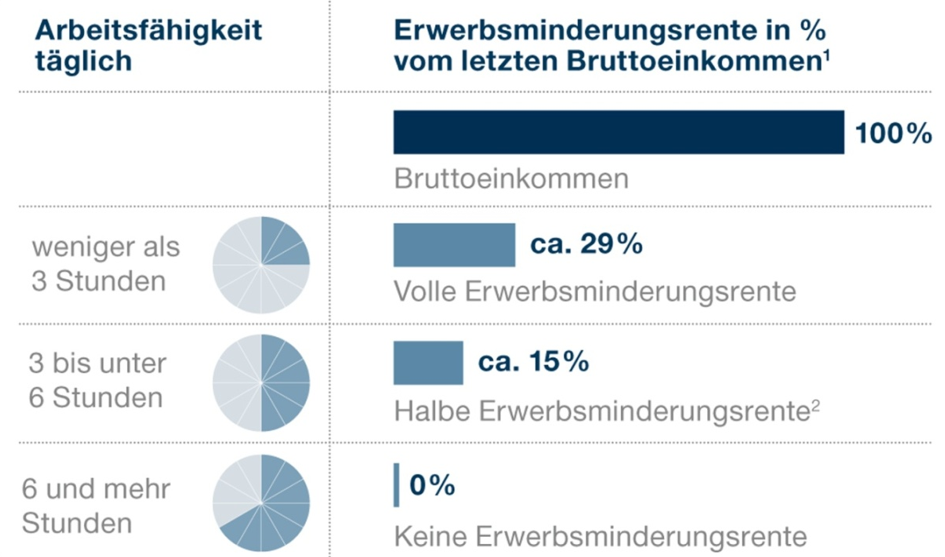 Arbeitsfähigkeit
täglich
Erwerbsminderungsrente in %
vom letzten Bruttoeinkommen¹
100%
Bruttoeinkommen
weniger als
3 Stunden
ca. 29%
Volle Erwerbsminderungsrente
3 bis unter
6 Stunden
ca. 15%
Halbe Erwerbsminderungsrente²
6 und mehr
Stunden
0%
Keine Erwerbsminderungsrente